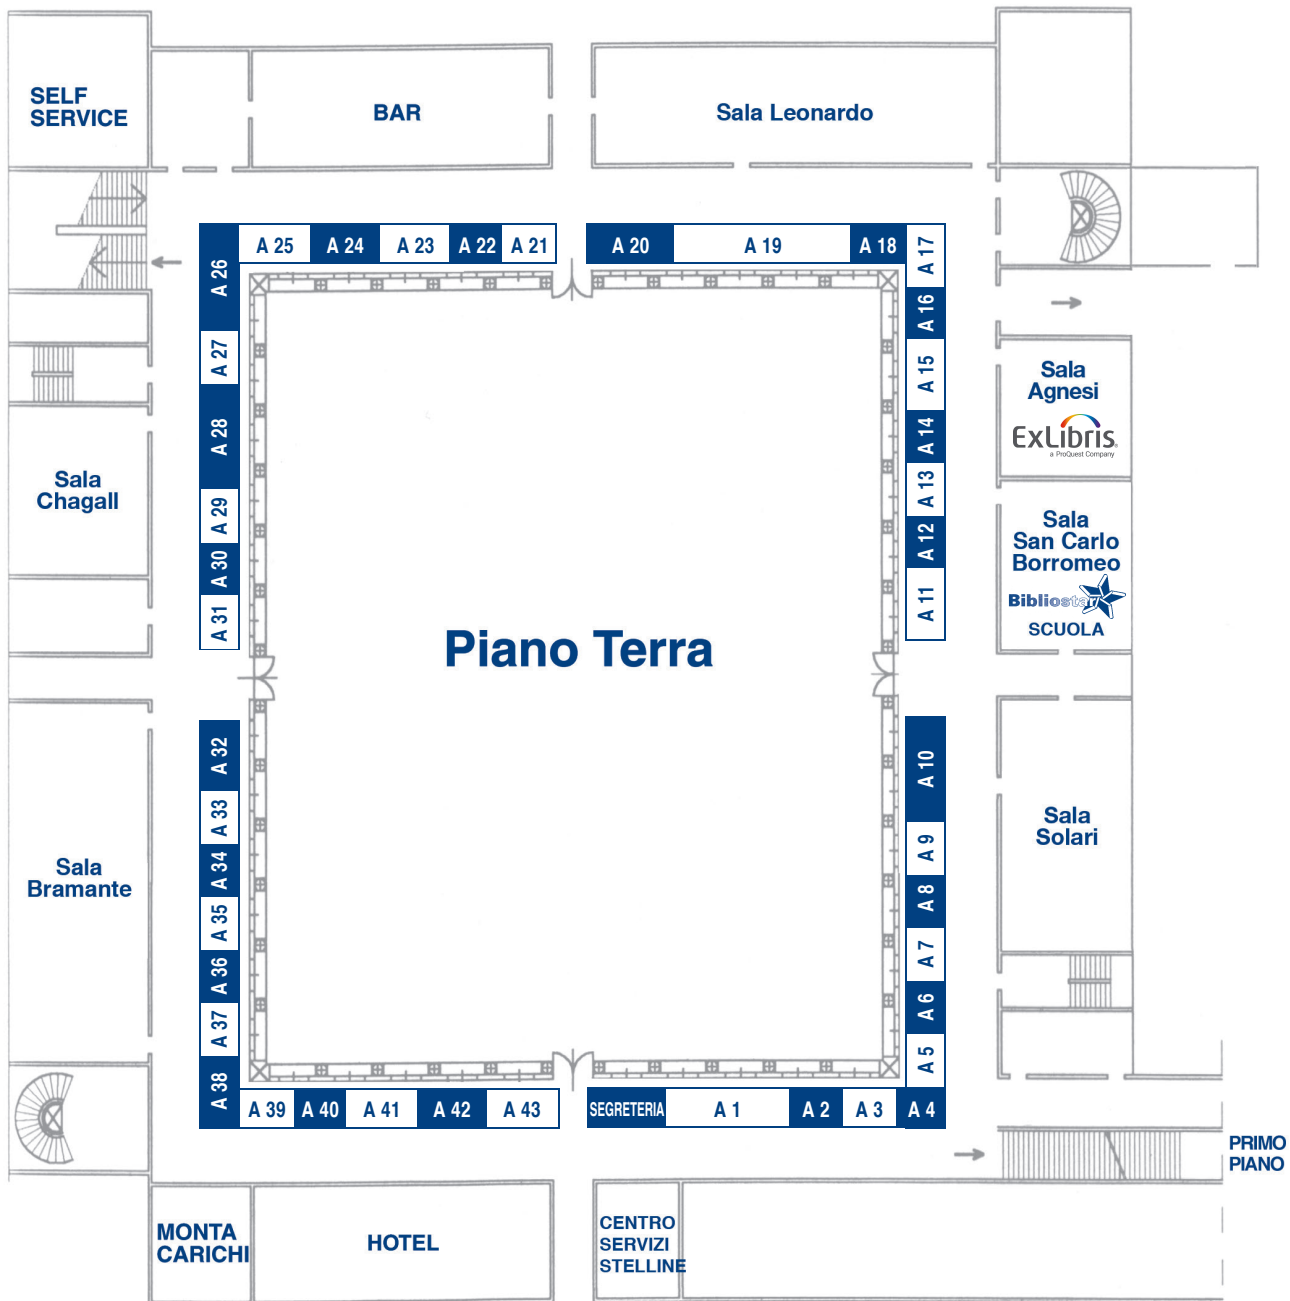 SELF
SERVICE
BAR
Sala Leonardo
A 25
A 24
A 23
A 22
A 21
A 20
A 19
A 18
A 17
A 26
A 16
A 27
A 15
A 28
A 14
A 29
A 13
A 30
A 12
A 31
A 11
Sala
Agnesi
ExLibris
a ProQuest Company
Sala
Chagall
Sala
San Carlo
Borromeo
Bibliostar
SCUOLA
Piano Terra
A 32
A 10
A 33
A 9
A 34
A 8
A 35
A 7
A 36
A 6
A 37
A 5
A 38
Sala
Solari
Sala
Bramante
A 39
A 40
A 41
A 42
A 43
SEGRETERIA
A 1
A 2
A 3
A 4
PRIMO
PIANO
MONTA
CARICHI
HOTEL
CENTRO
SERVIZI
STELLINE